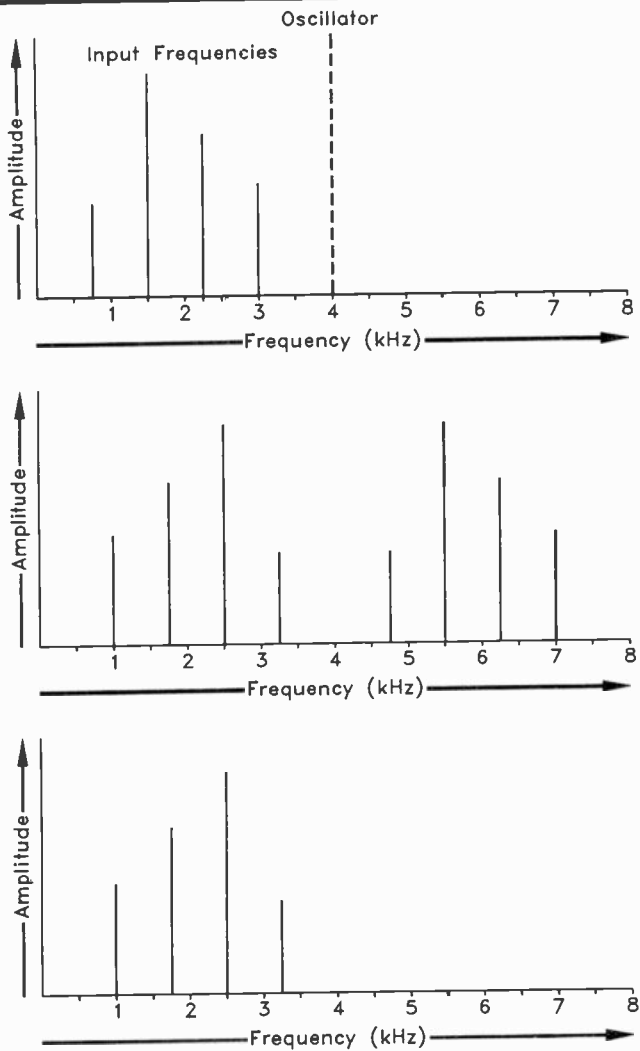 Oscillator
Input Frequencies
Amplitude
1 2 3 4 5 6 7 8
Frequency (kHz)
Amplitude
1 2 3 4 5 6 7 8
Frequency (kHz)
Amplitude
1 2 3 4 5 6 7 8
Frequency (kHz)